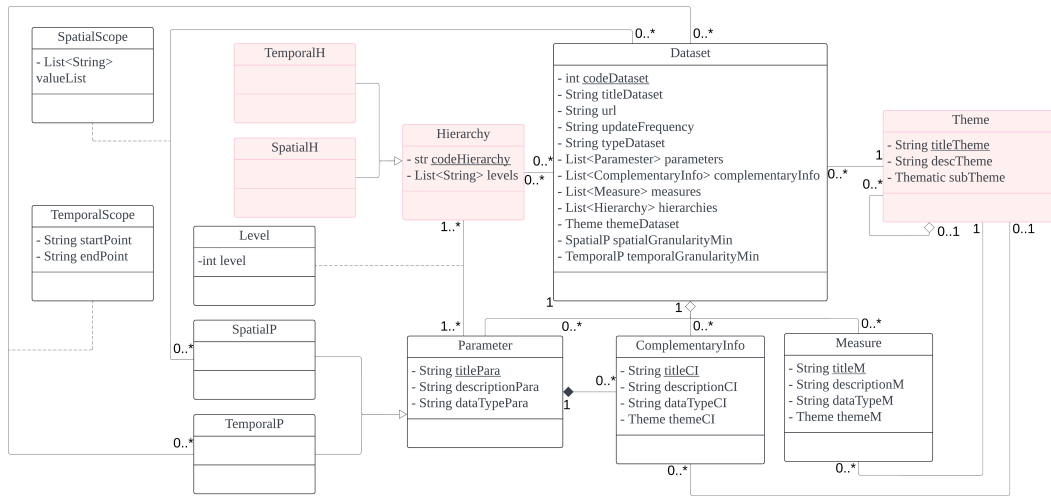 SpatialScope
- List<String>
valueList
TemporalH
SpatialH
Hierarchy
- str codeHierarchy
- List<String> levels
0..*
0..*
Dataset
- int codeDataset
- String titleDataset
- String url
- String updateFrequency
- String typeDataset
- List<Paramester> parameters
- List<ComplementaryInfo> complementaryInfo
- List<Measure> measures
- List<Hierarchy> hierarchies
- Theme themeDataset
- SpatialP spatialGranularityMin
- TemporalP temporalGranularityMin
Theme
- String titleTheme
- String descTheme
- Thematic subTheme
1
0..*
0..*
0..1
1
0..1
0..*
0..*
TemporalScope
- String startPoint
- String endPoint
Level
-int level
1..*
1..*
SpatialP
0..*
TemporalP
0..*
1
1
0..*
0..*
0..*
Parameter
- String titlePara
- String descriptionPara
- String dataTypePara
1
0..*
ComplementaryInfo
- String titleCI
- String descriptionCI
- String dataTypeCI
- Theme themeCI
0..*
Measure
- String titleM
- String descriptionM
- String dataTypeM
- Theme themeM
0..*